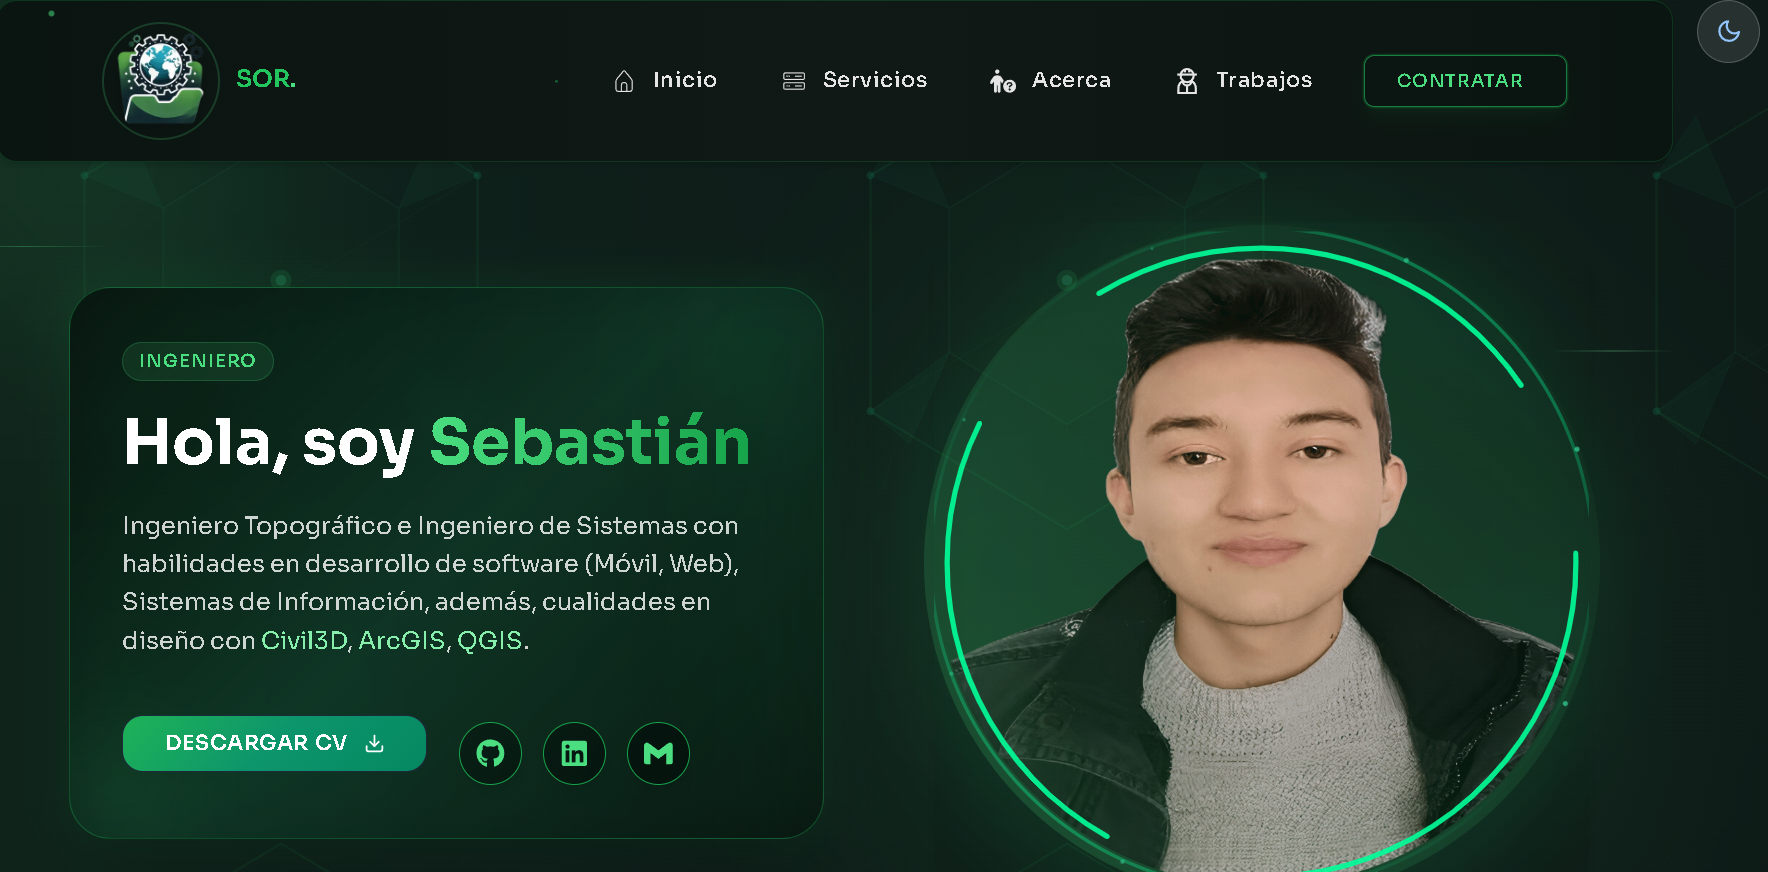 SOR.
Inicio
Servicios
Acerca
Trabajos
CONTRATAR
INGENIERO
Hola, soy Sebastián
Ingeniero Topográfico e Ingeniero de Sistemas con
habilidades en desarrollo de software (Móvil, Web),
Sistemas de Información, además, cualidades en
diseño con Civil3D, ArcGIS, QGIS.
DESCARGAR CV